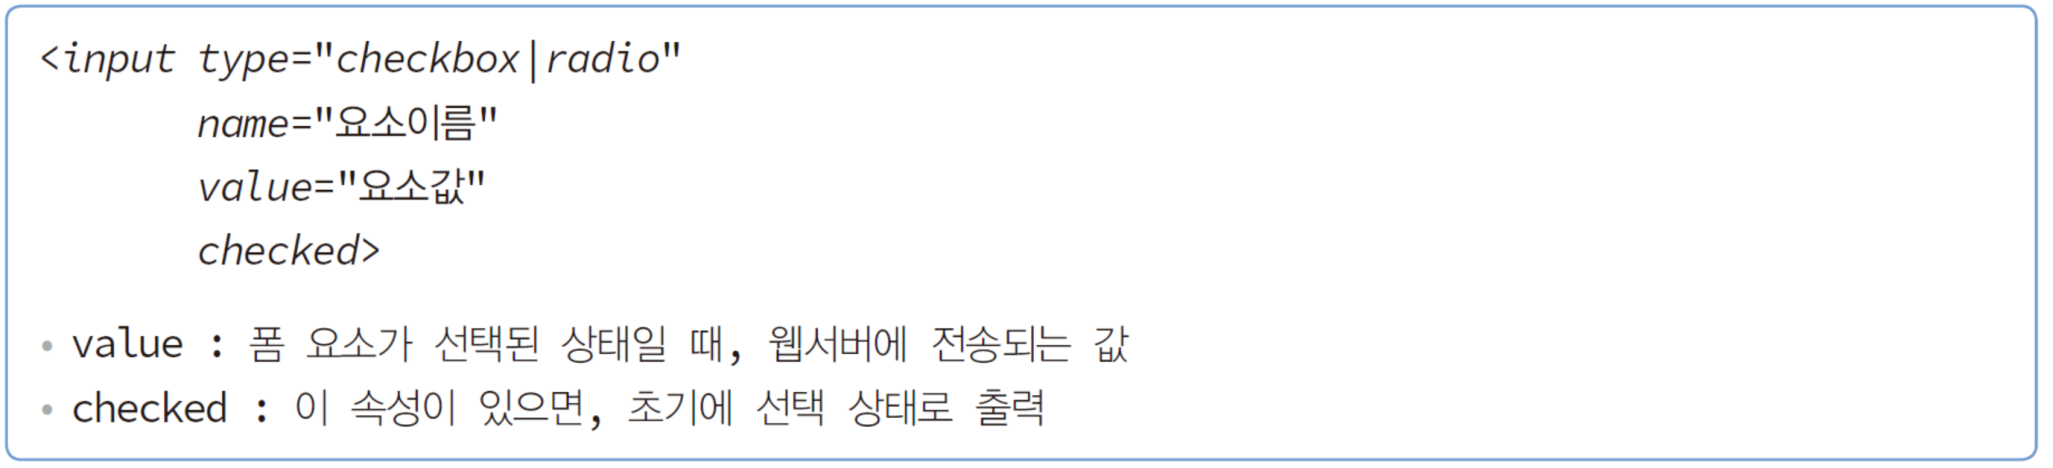 <input type="checkbox|radio"
name="요소이름"
value="요소값"
checked>
• value : 폼 요소가 선택된 상태일 때, 웹서버에 전송되는 값
• checked : 이 속성이 있으면, 초기에 선택 상태로 출력